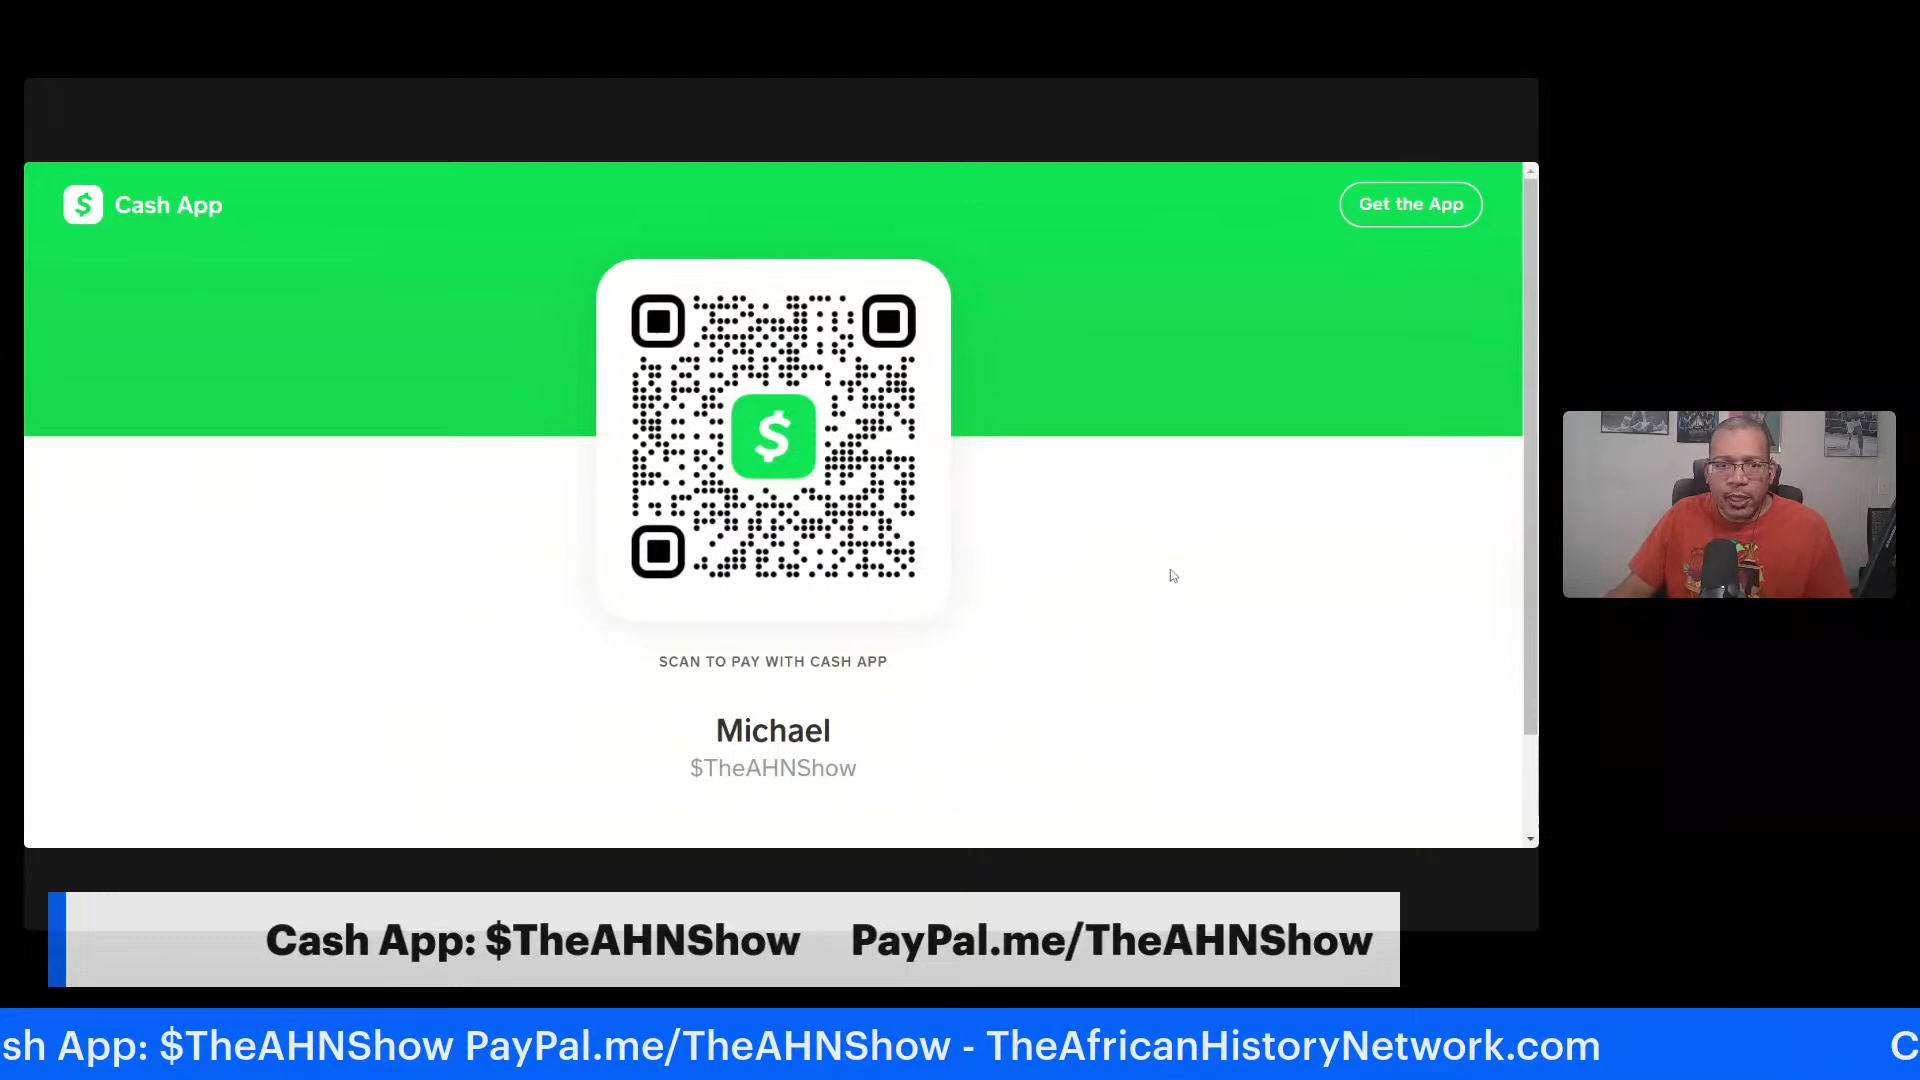 $ Cash App
Get the App
$
SCAN TO PAY WITH CASH APP
Michael
$TheAHNShow
Cash App: $TheAHNShow PayPal.me/TheAHNShow
sh App: $TheAHNShow PayPal.me/TheAHNShow - TheAfricanHistoryNetwork.com C